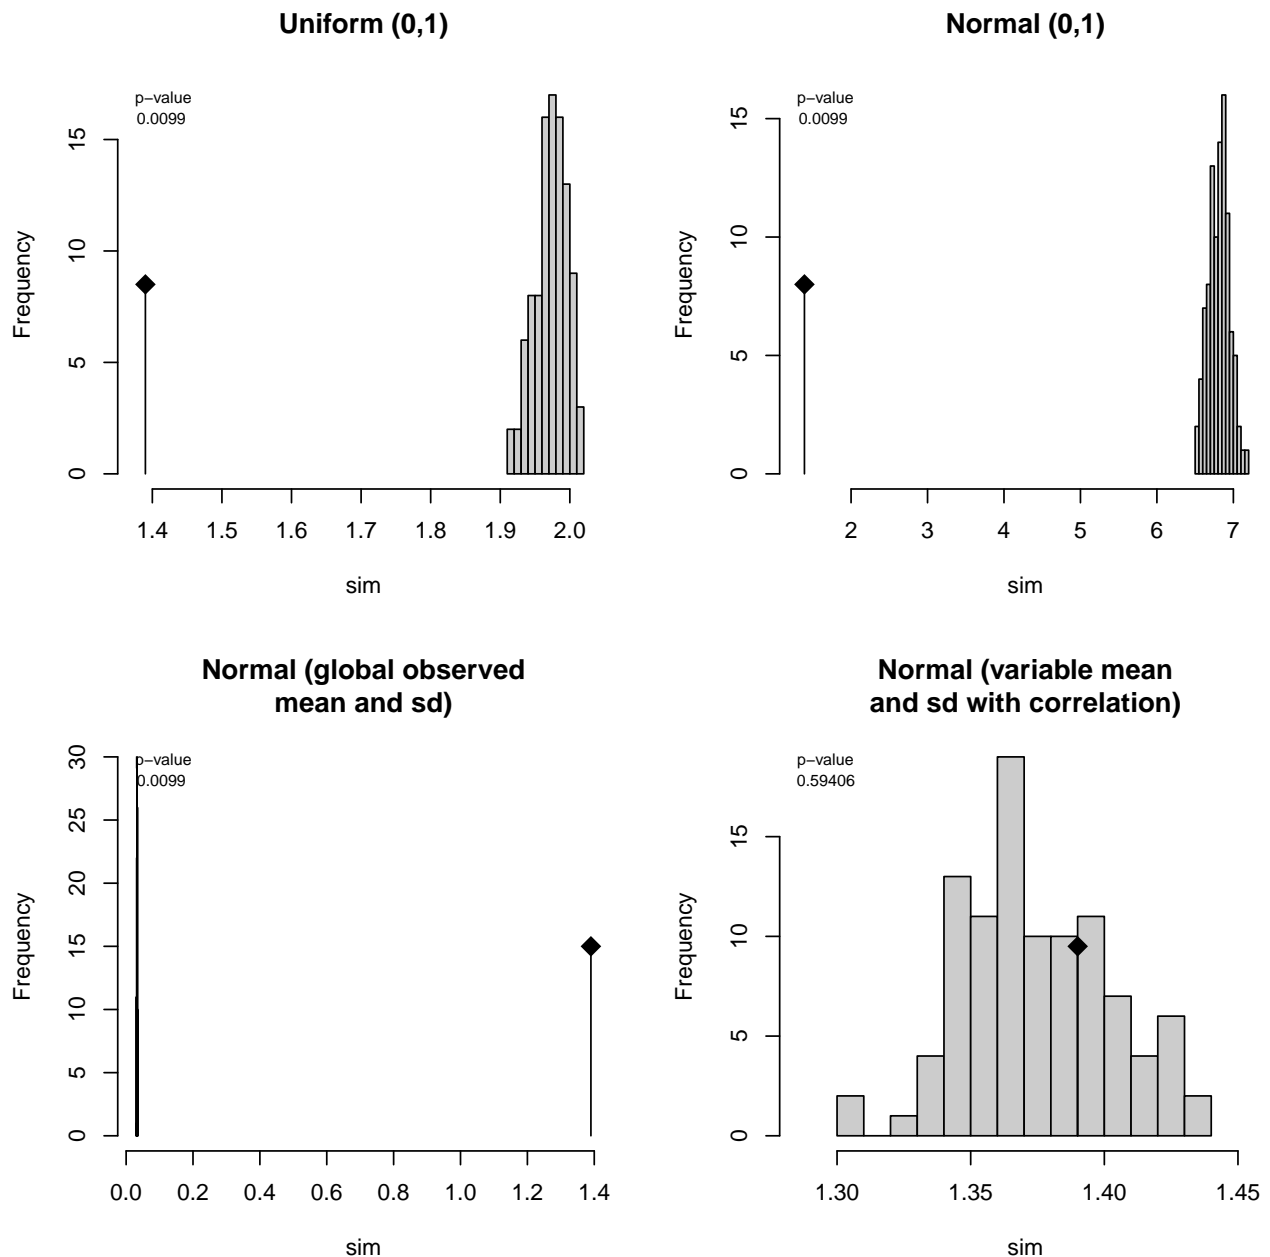 Uniform (0,1)
p−value
0.0099
Frequency
0
5
10
15
1.4 1.5 1.6 1.7 1.8 1.9 2.0
sim
Normal (0,1)
p−value
0.0099
Frequency
0
5
10
15
2 3 4 5 6 7
sim
Normal (global observed
mean and sd)
p−value
0.0099
Frequency
0
5
10
15
20
25
30
0.0 0.2 0.4 0.6 0.8 1.0 1.2 1.4
sim
Normal (variable mean
and sd with correlation)
p−value
0.59406
Frequency
0
5
10
15
1.30 1.35 1.40 1.45
sim